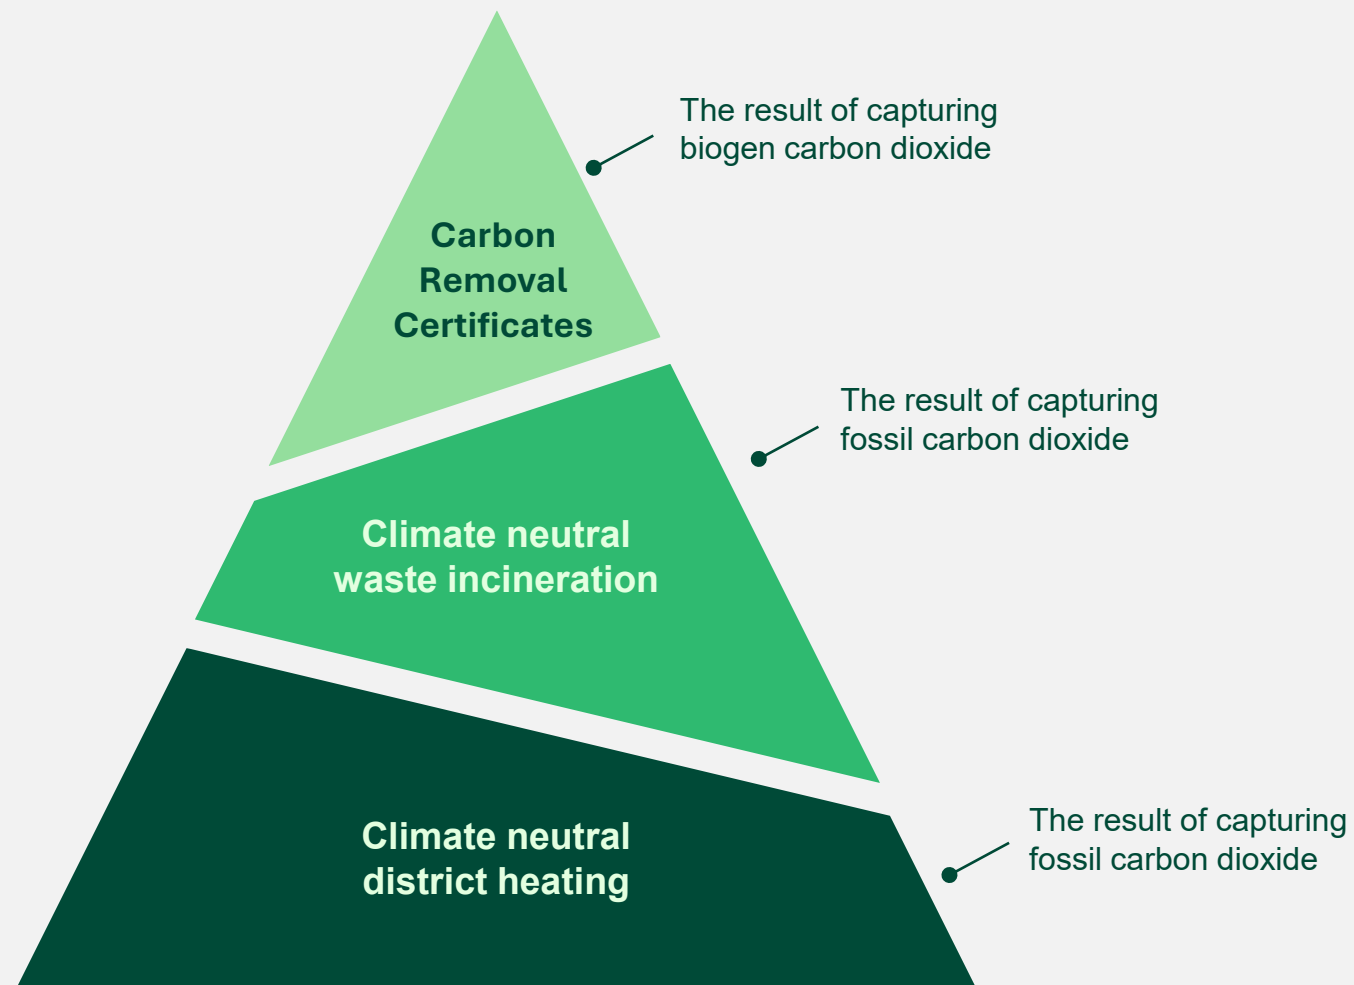 The result of capturing
biogen carbon dioxide
Carbon
Removal
Certificates
The result of capturing
fossil carbon dioxide
Climate neutral
waste incineration
The result of capturing
fossil carbon dioxide
Climate neutral
district heating